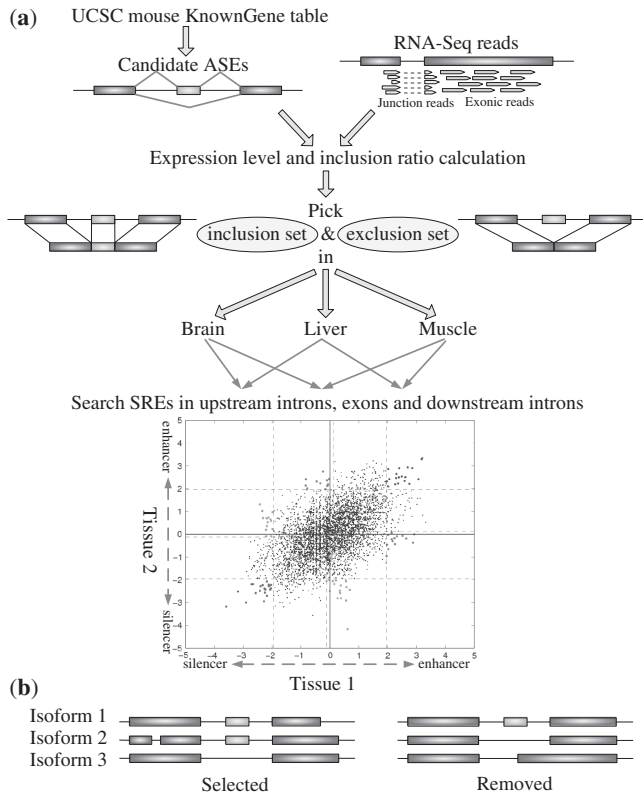 (a)
UCSC mouse KnownGene table
Candidate ASEs
RNA-Seq reads
Junction reads
Exonic reads
Expression level and inclusion ratio calculation
Pick
inclusion set & exclusion set
in
Brain
Liver
Muscle
Search SREs in upstream introns, exons and downstream introns
enhancer
Tissue 2
silencer
5
4
3
2
1
0
−1
−2
−3
−4
−5
−5 −4 −3 −2 −1 0 1 2 3 4 5
silencer
enhancer
Tissue 1
(b)
Isoform 1
Isoform 2
Isoform 3
Selected
Removed